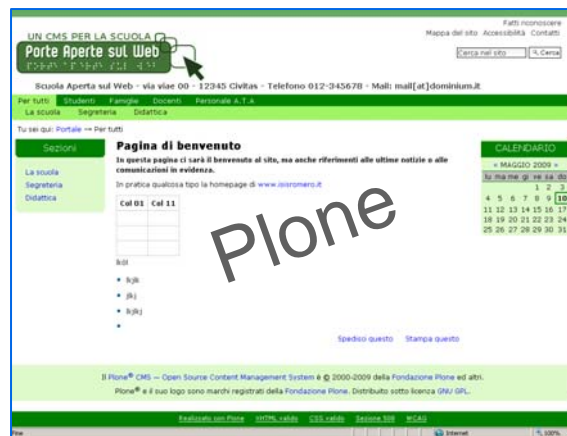 Fatti riconoscere
Mappa del sito Accessibilità Contatti
UN CMS PER LA SCUOLA
Porte Aperte sul Web
Cerca nel sito Cerca
Scuola Aperta sul Web - via viae 00 - 12345 Civitas - Telefono 012-345678 - Mail: mail[at]dominium.it
Per tutti Studenti Famiglie Docenti Personale A.T.A
La scuola Segreteria Didattica
Tu sei qui: Portale → Per tutti
Sezioni
La scuola
Segreteria
Didattica
Pagina di benvenuto
In questa pagina ci sarà il benvenuto al sito, ma anche riferimenti alle ultime notizie o alle
comunicazioni in evidenza.
In pratica qualcosa tipo la homepage di www.isisromero.it
Col 01 Col 11
lkjkj
Plone
Spedisci questo Stampa questo
CALENDARIO
« MAGGIO 2009 »
lu ma me gi ve sa do
1 2 3
4 5 6 7 8 9 10
11 12 13 14 15 16 17
18 19 20 21 22 23 24
25 26 27 28 29 30 31
Il Plone® CMS — Open Source Content Management System è © 2000-2009 della Fondazione Plone ed altri.
Plone® e il suo logo sono marchi registrati della Fondazione Plone. Distribuito sotto licenza GNU GPL.
Realizzato con Plone XHTML valido CSS valido Sezione 508 WCAG
Fine Internet 100%